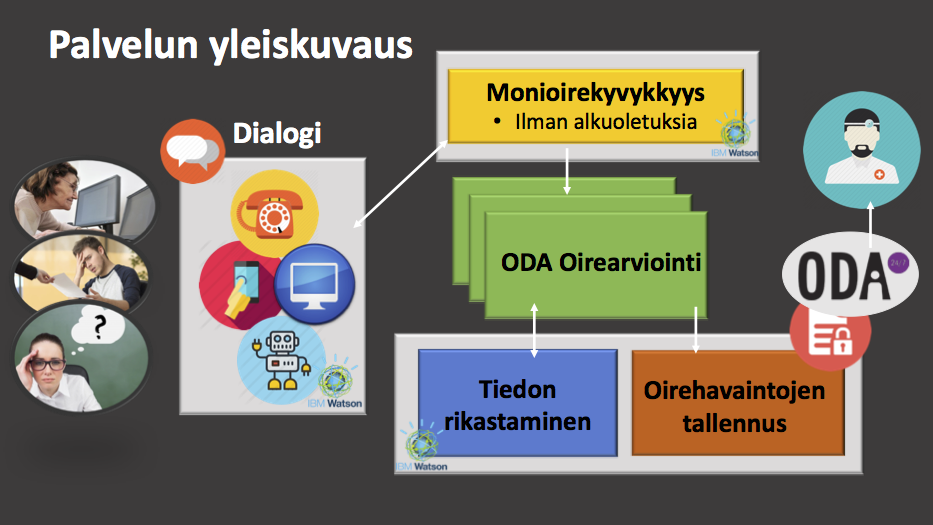 Palvelun yleiskuvaus
Monioirekyvykkyys
• Ilman alkuoletuksia
IBM Watson
Dialogi
?
IBM Watson
ODA Oirearviointi
ODA
24/7
Tiedon
rikastaminen
IBM Watson
Oirehavaintojen
tallennus